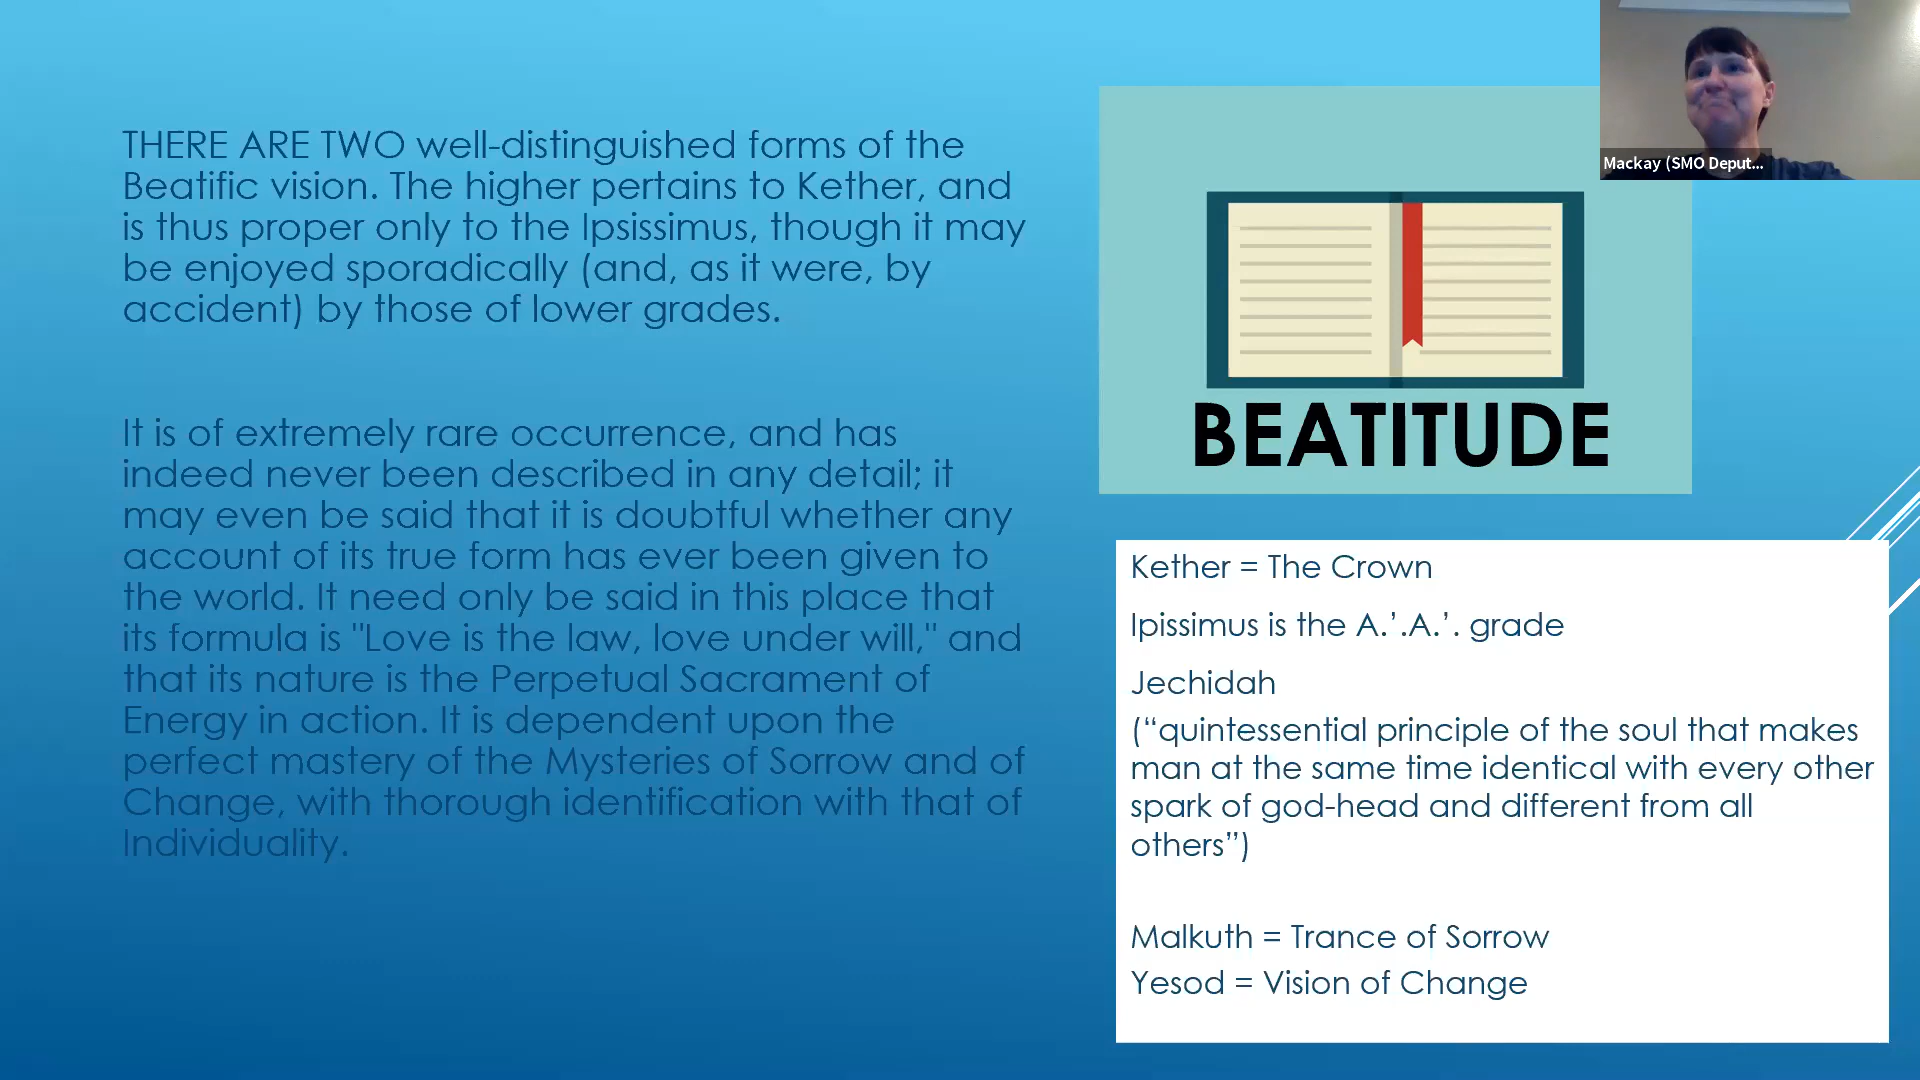 THERE ARE TWO well-distinguished forms of the
Beatific vision. The higher pertains to Kether, and
is thus proper only to the Ipsissimus, though it may
be enjoyed sporadically (and, as it were, by
accident) by those of lower grades.
It is of extremely rare occurrence, and has
indeed never been described in any detail; it
may even be said that it is doubtful whether any
account of its true form has ever been given to
the world. It need only be said in this place that
its formula is "Love is the law, love under will," and
that its nature is the Perpetual Sacrament of
Energy in action. It is dependent upon the
perfect mastery of the Mysteries of Sorrow and of
Change, with thorough identification with that of
Individuality.
Mackay (SMO Deput...
BEATITUDE
Kether = The Crown
Ipissimus is the A.’.A.’. grade
Jechidah
(“quintessential principle of the soul that makes
man at the same time identical with every other
spark of god-head and different from all
others”)
Malkuth = Trance of Sorrow
Yesod = Vision of Change